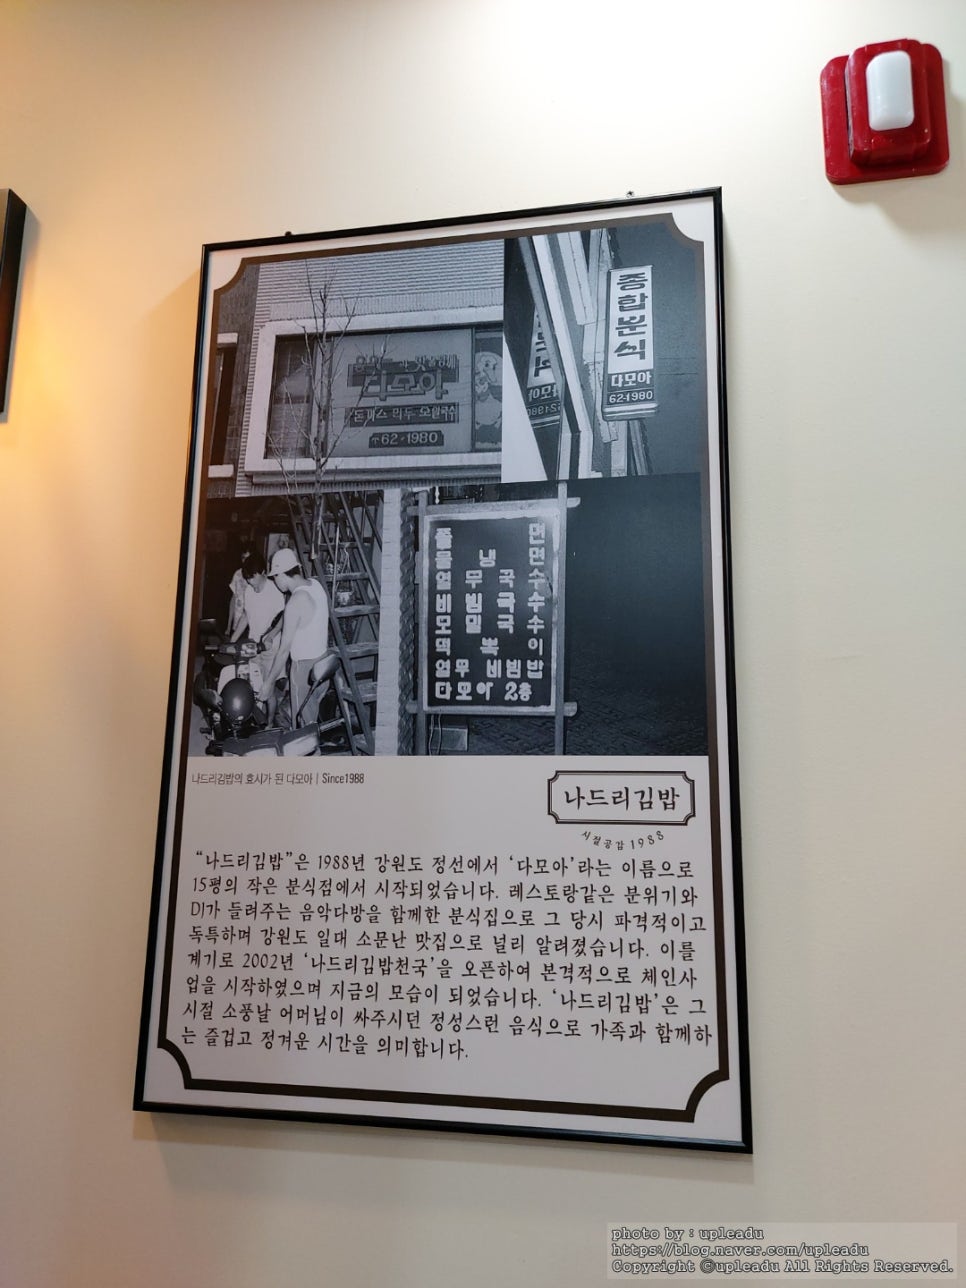 다모아
돈까스 만두 모밀국수
☎62-1980
종합분식
다모아
62-1980
쫄면
물냉면
열무국수
비빔국수
모밀국수
떡볶이
열무비빔밥
다모아 2층
나드리김밥의 효시가 된 다모아 | Since1988
나드리김밥
시절공감 1988
“나드리김밥”은 1988년 강원도 정선에서 ‘다모아’라는 이름으로
15평의 작은 분식점에서 시작되었습니다. 레스토랑같은 분위기와
DJ가 들려주는 음악다방을 함께한 분식집으로 그 당시 파격적이고
독특하며 강원도 일대 소문난 맛집으로 널리 알려졌습니다. 이를
계기로 2002년 ‘나드리김밥천국’을 오픈하여 본격적으로 체인사
업을 시작하였으며 지금의 모습이 되었습니다. ‘나드리김밥’은 그
시절 소풍날 어머님이 싸주시던 정성스런 음식으로 가족과 함께하
는 즐겁고 정겨운 시간을 의미합니다.
photo by : upleadu
https://blog.naver.com/upleadu
Copyright ©upleadu All Rights Reserved.